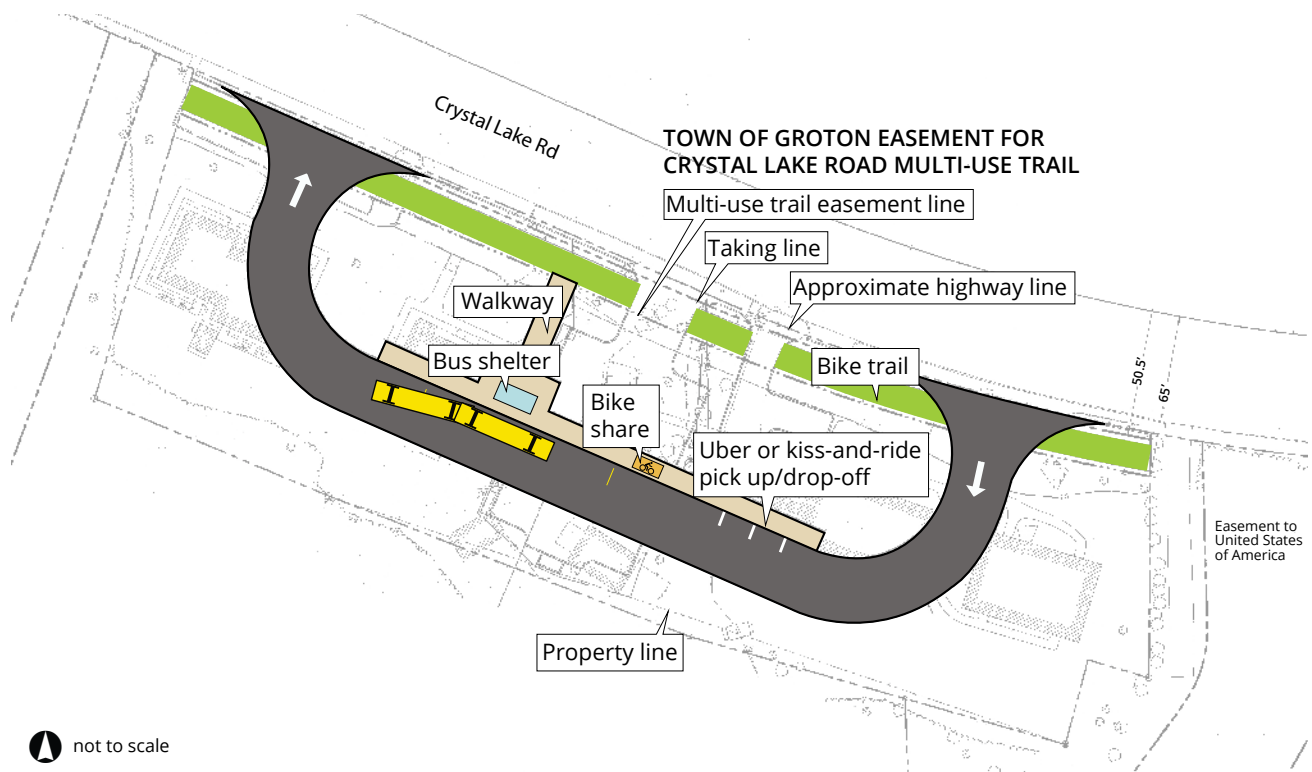 Crystal Lake Rd
TOWN OF GROTON EASEMENT FOR
CRYSTAL LAKE ROAD MULTI-USE TRAIL
Multi-use trail easement line
Taking line
Approximate highway line
Walkway
Bus shelter
Bike trail
50.5'
65'
Bike
share
Uber or kiss-and-ride
pick up/drop-off
Easement to
United States
of America
Property line
not to scale